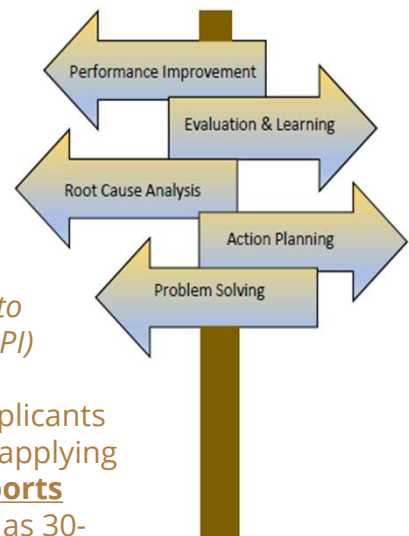 Performance Improvement
Evaluation & Learning
Root Cause Analysis
Action Planning
Problem Solving
to
PI)
plicants
applying
ports
as 30-